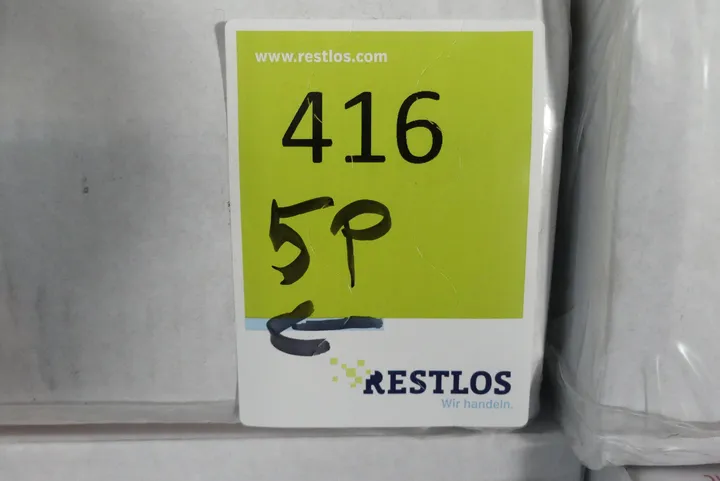 www.restlos.com
416
5P
←
RESTLOS
Wir handeln.